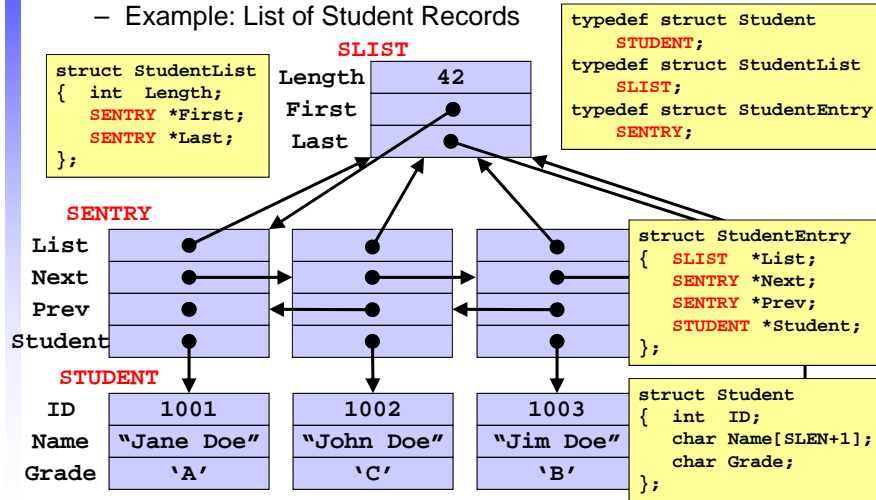 – Example: List of Student Records
SLIST
struct StudentList
{ int Length;
SENTRY *First;
SENTRY *Last;
};
Length 42
First
Last
typedef struct Student
STUDENT;
typedef struct StudentList
SLIST;
typedef struct StudentEntry
SENTRY;
SENTRY
List
Next
Prev
Student
struct StudentEntry
{ SLIST *List;
SENTRY *Next;
SENTRY *Prev;
STUDENT *Student;
};
STUDENT
ID 1001 1002 1003
Name “Jane Doe” “John Doe” “Jim Doe”
Grade ‘A’ ‘C’ ‘B’
struct Student
{ int ID;
char Name[SLEN+1];
char Grade;
};